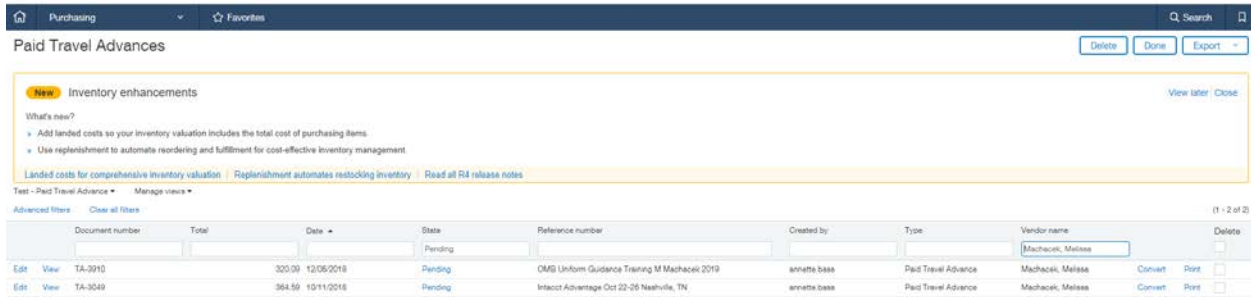 Purchasing Favorites Search
Paid Travel Advances Delete Done Export
New Inventory enhancements View later Close
What's new?
Add landed costs so your inventory valuation includes the total cost of purchasing items.
Use replenishment to automate reordering and fulfillment for cost-effective inventory management.
Landed costs for comprehensive inventory valuation | Replenishment automates restocking inventory | Read all R4 release notes
Test - Paid Travel Advance Manage views
Advanced filters Clear all filters (1 - 2 of 2)
Document number Total Date State Reference number Created by Type Vendor name Delete
Pending Machacek, Melissa
Edit View TA-3910 320.09 12/06/2018 Pending OMB Uniform Guidance Training M Machacek 2019 annette.bass Paid Travel Advance Machacek, Melissa Convert Print
Edit View TA-3049 364.59 10/11/2018 Pending Intacct Advantage Oct 22-26 Nashville, TN annette.bass Paid Travel Advance Machacek, Melissa Convert Print